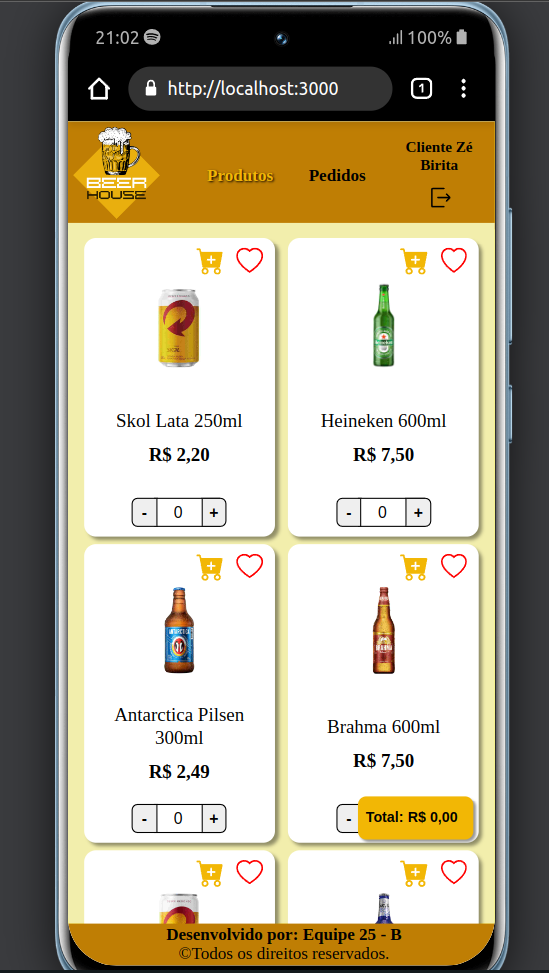 21:02
100%
1
http://localhost:3000
BEER
HOUSE
Produtos
Pedidos
Cliente Zé
Birita
Skol Lata 250ml
R$ 2,20
- 0 +
Heineken 600ml
R$ 7,50
- 0 +
ANTARCTICA
Antarctica Pilsen
300ml
R$ 2,49
- 0 +
BRAHMA
Brahma 600ml
R$ 7,50
-
Total: R$ 0,00
Desenvolvido por: Equipe 25 - B
©Todos os direitos reservados.